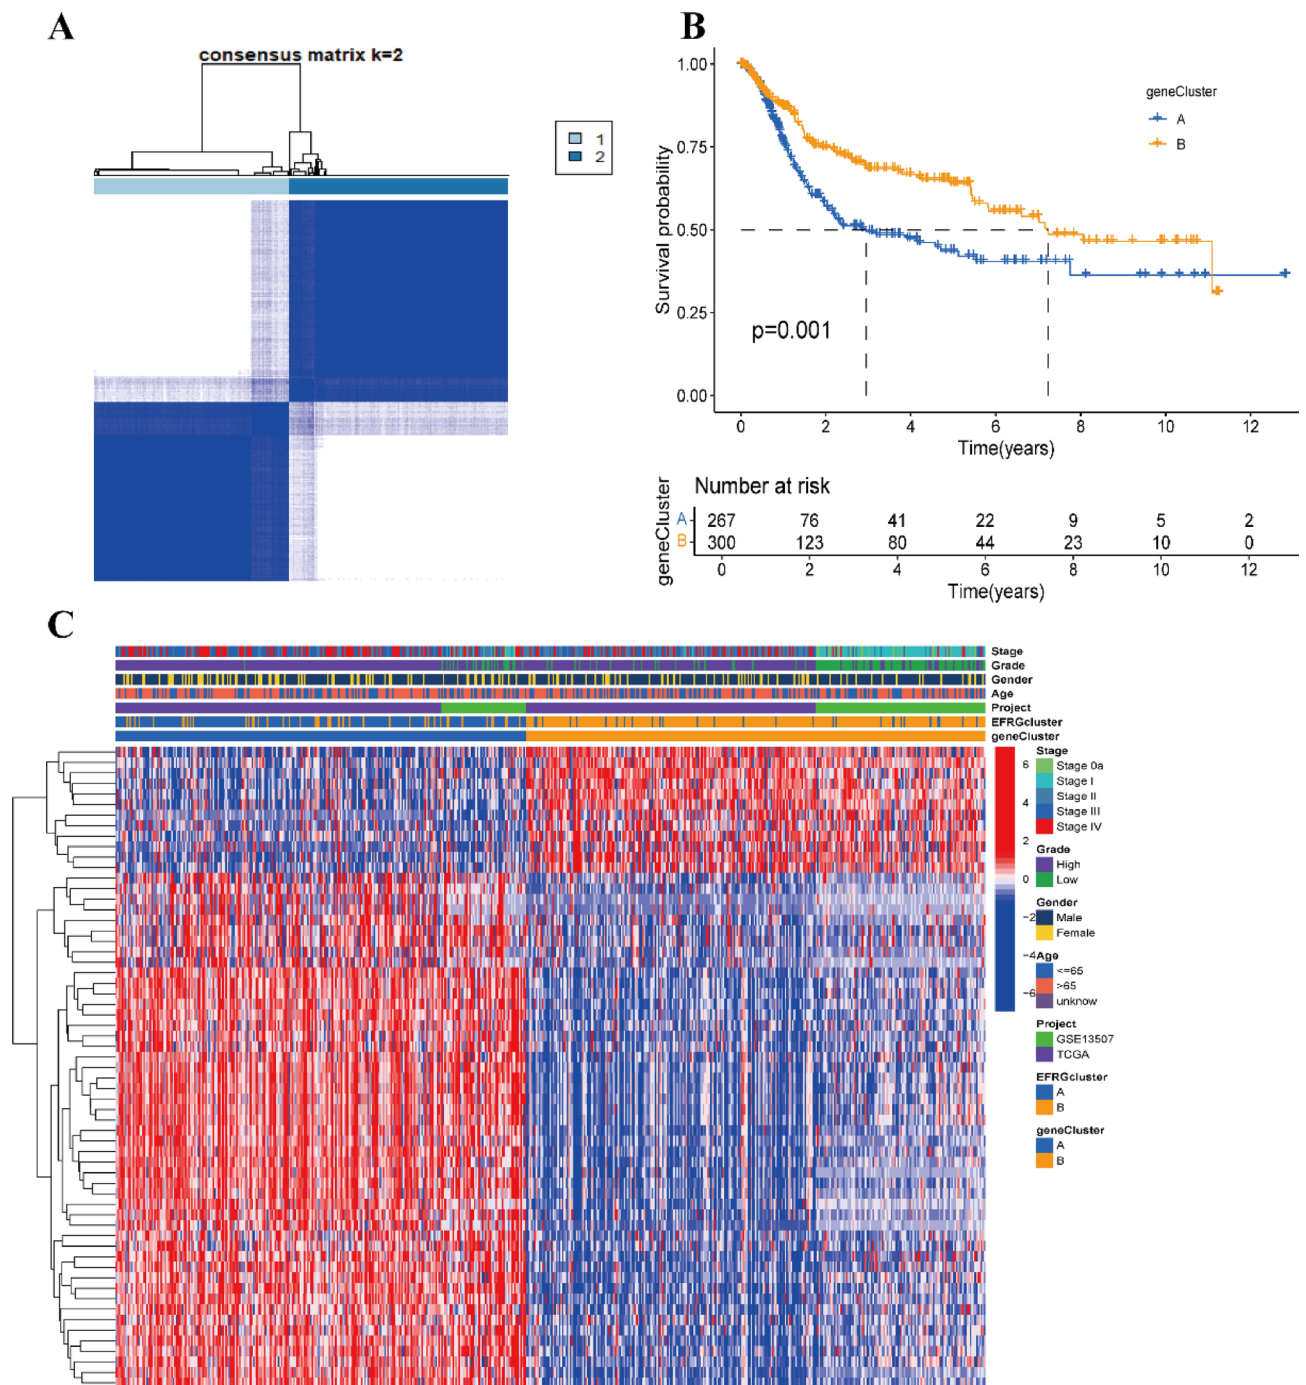 A
consensus matrix k=2
1
2
B
Survival probability
1.00
0.75
0.50
0.25
0.00
p=0.001
geneCluster
A
B
0 2 4 6 8 10 12
Time(years)
geneCluster
Number at risk
A 267 76 41 22 9 5 2
B 300 123 80 44 23 10 0
0 2 4 6 8 10 12
Time(years)
C
Stage
Grade
Gender
Age
Project
EFRGcluster
geneCluster
6
4
2
0
−2
−4
−6
Stage
Stage 0a
Stage I
Stage II
Stage III
Stage IV
Grade
High
Low
Gender
Male
Female
Age
<=65
>65
unknow
Project
GSE13507
TCGA
EFRGcluster
A
B
geneCluster
A
B